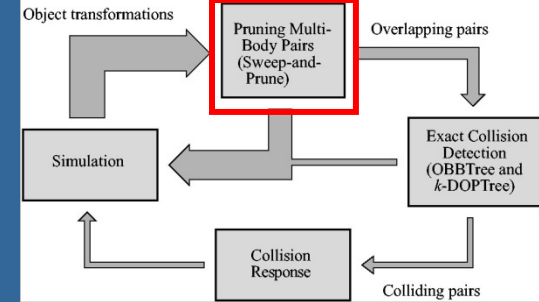 Object transformations
Pruning Multi-
Body Pairs
(Sweep-and-
Prune)
Overlapping pairs
Simulation
Exact Collision
Detection
(OBBTree and
k-DOPTree)
Collision
Response
Colliding pairs